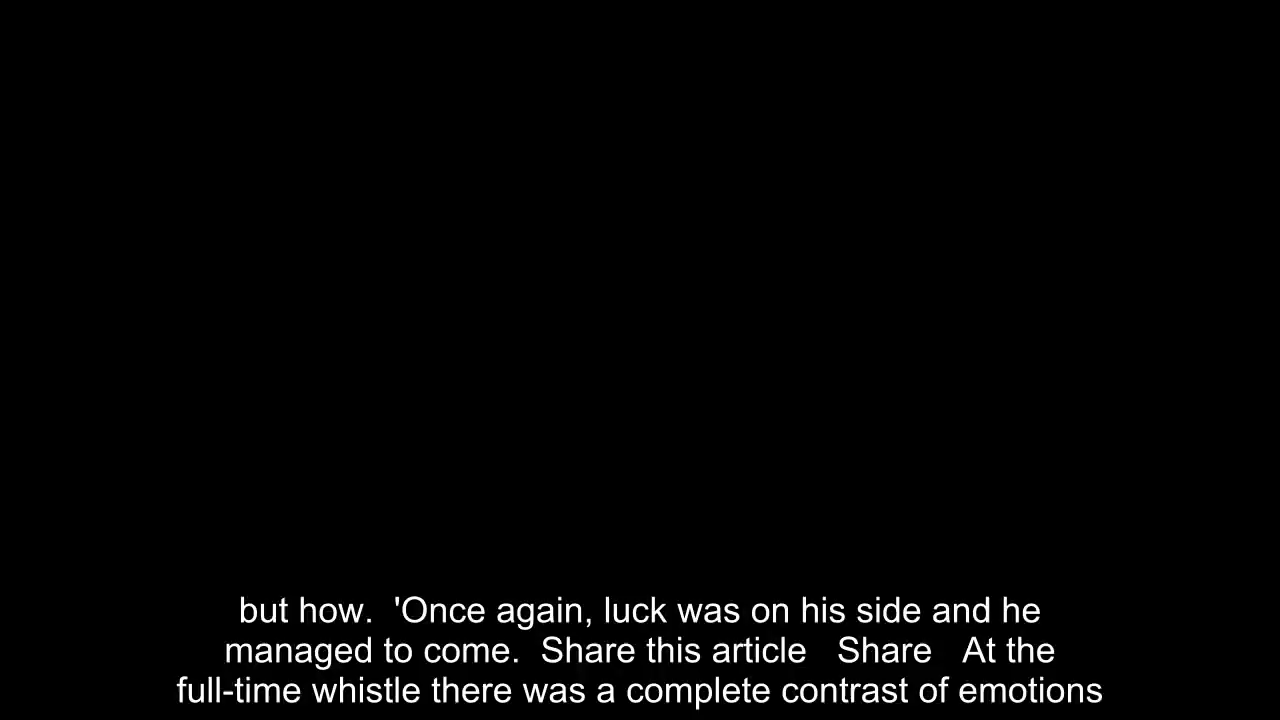 but how.  'Once again, luck was on his side and he
managed to come.  Share this article   Share   At the
full-time whistle there was a complete contrast of emotions